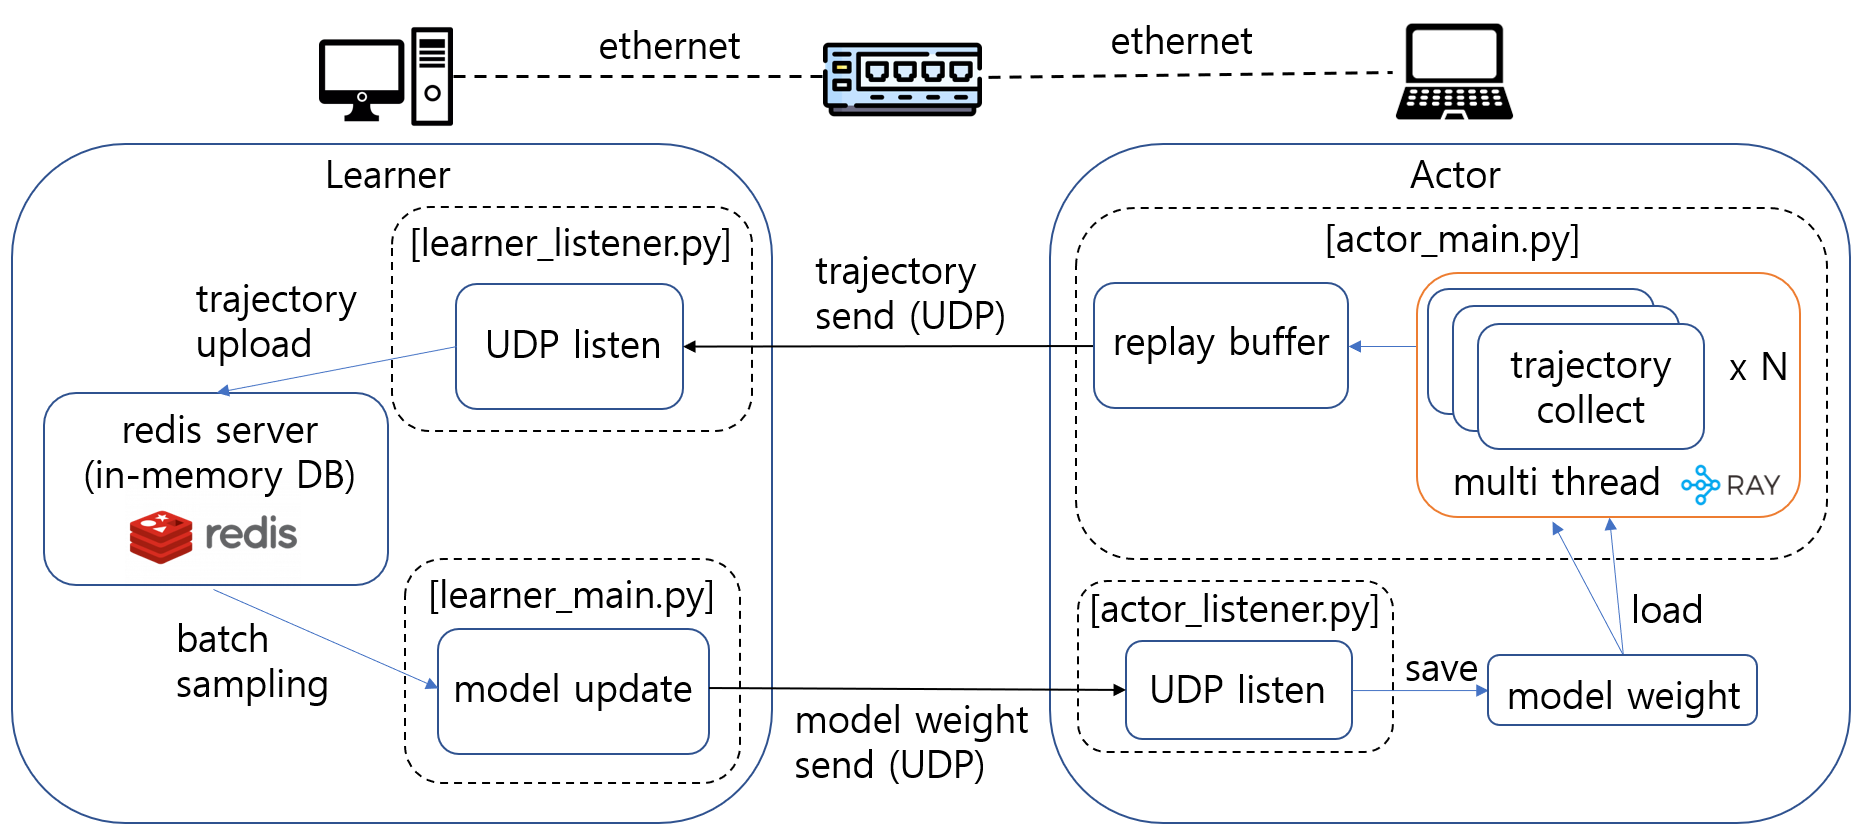 ethernet
ethernet
Learner
[learner_listener.py]
UDP listen
trajectory
upload
redis server
(in-memory DB)
redis
batch
sampling
[learner_main.py]
model update
trajectory
send (UDP)
model weight
send (UDP)
Actor
[actor_main.py]
replay buffer
trajectory
collect
x N
multi thread
RAY
[actor_listener.py]
UDP listen
save
load
model weight